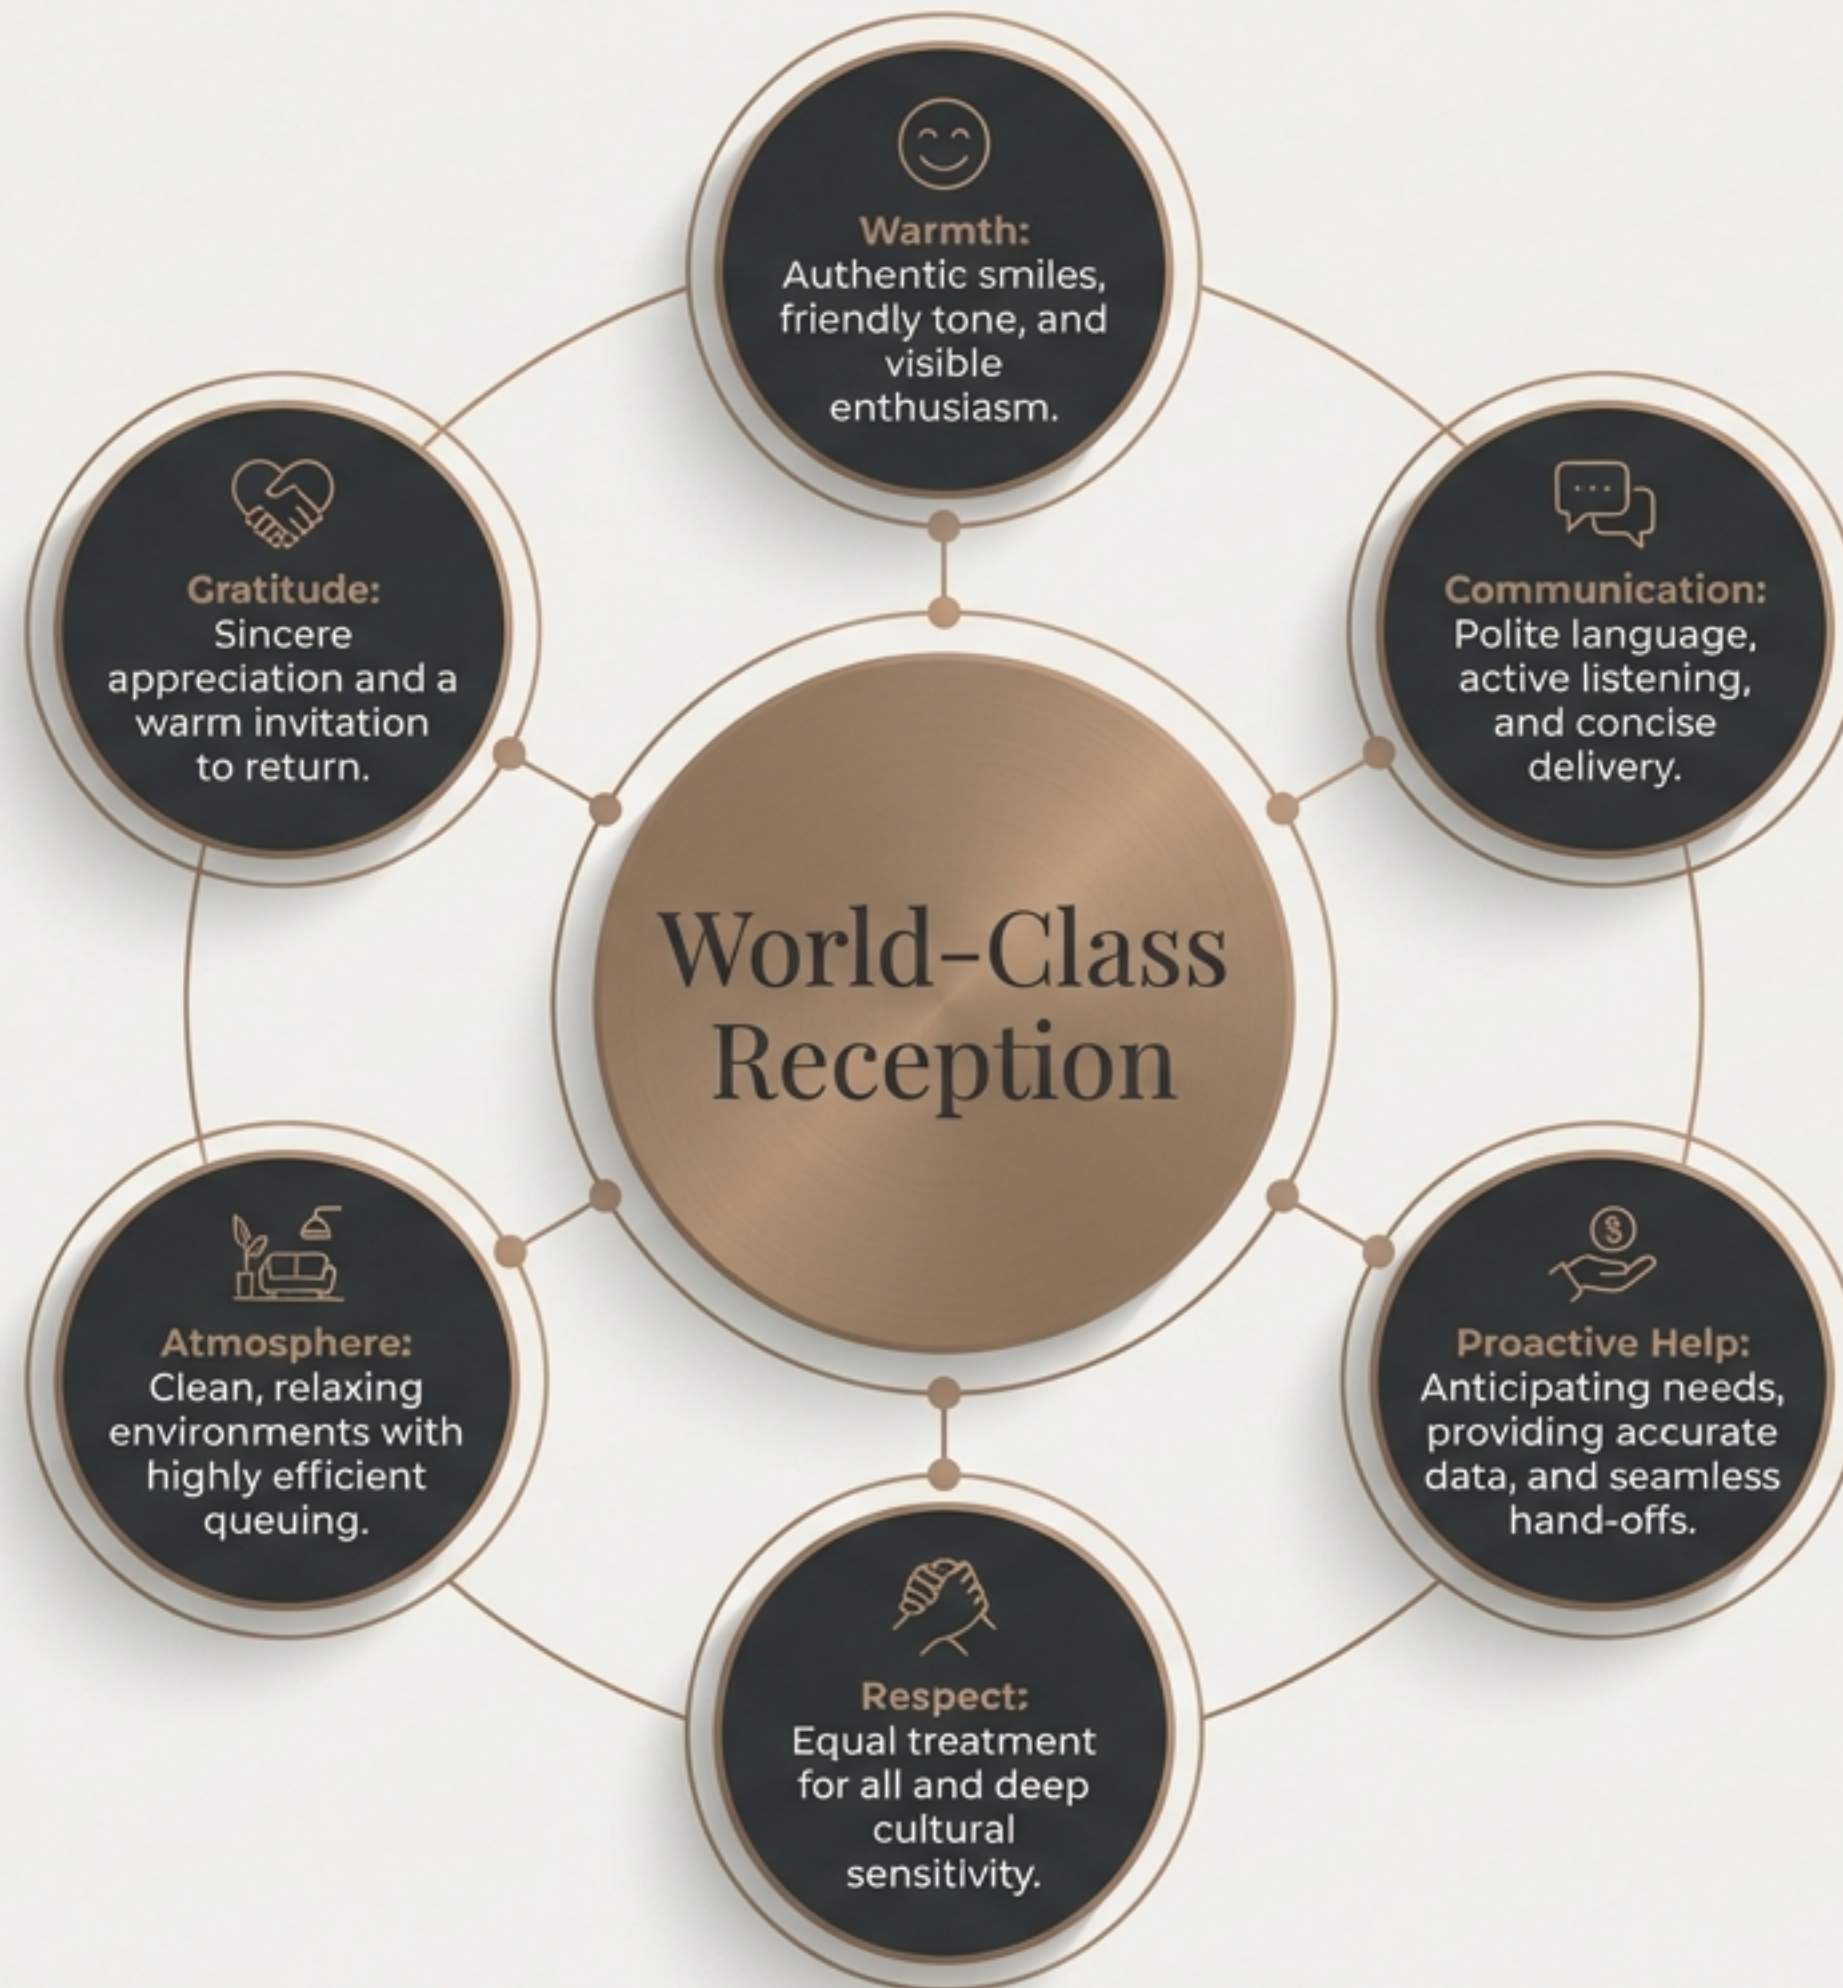 Warmth:
Authentic smiles,
friendly tone, and
visible
enthusiasm.
Communication:
Polite language,
active listening,
and concise
delivery.
Proactive Help:
Anticipating needs,
providing accurate
data, and seamless
hand-offs.
Respect:
Equal treatment
for all and deep
cultural
sensitivity.
Atmosphere:
Clean, relaxing
environments with
highly efficient
queuing.
Gratitude:
Sincere
appreciation and a
warm invitation
to return.
World-Class
Reception
$